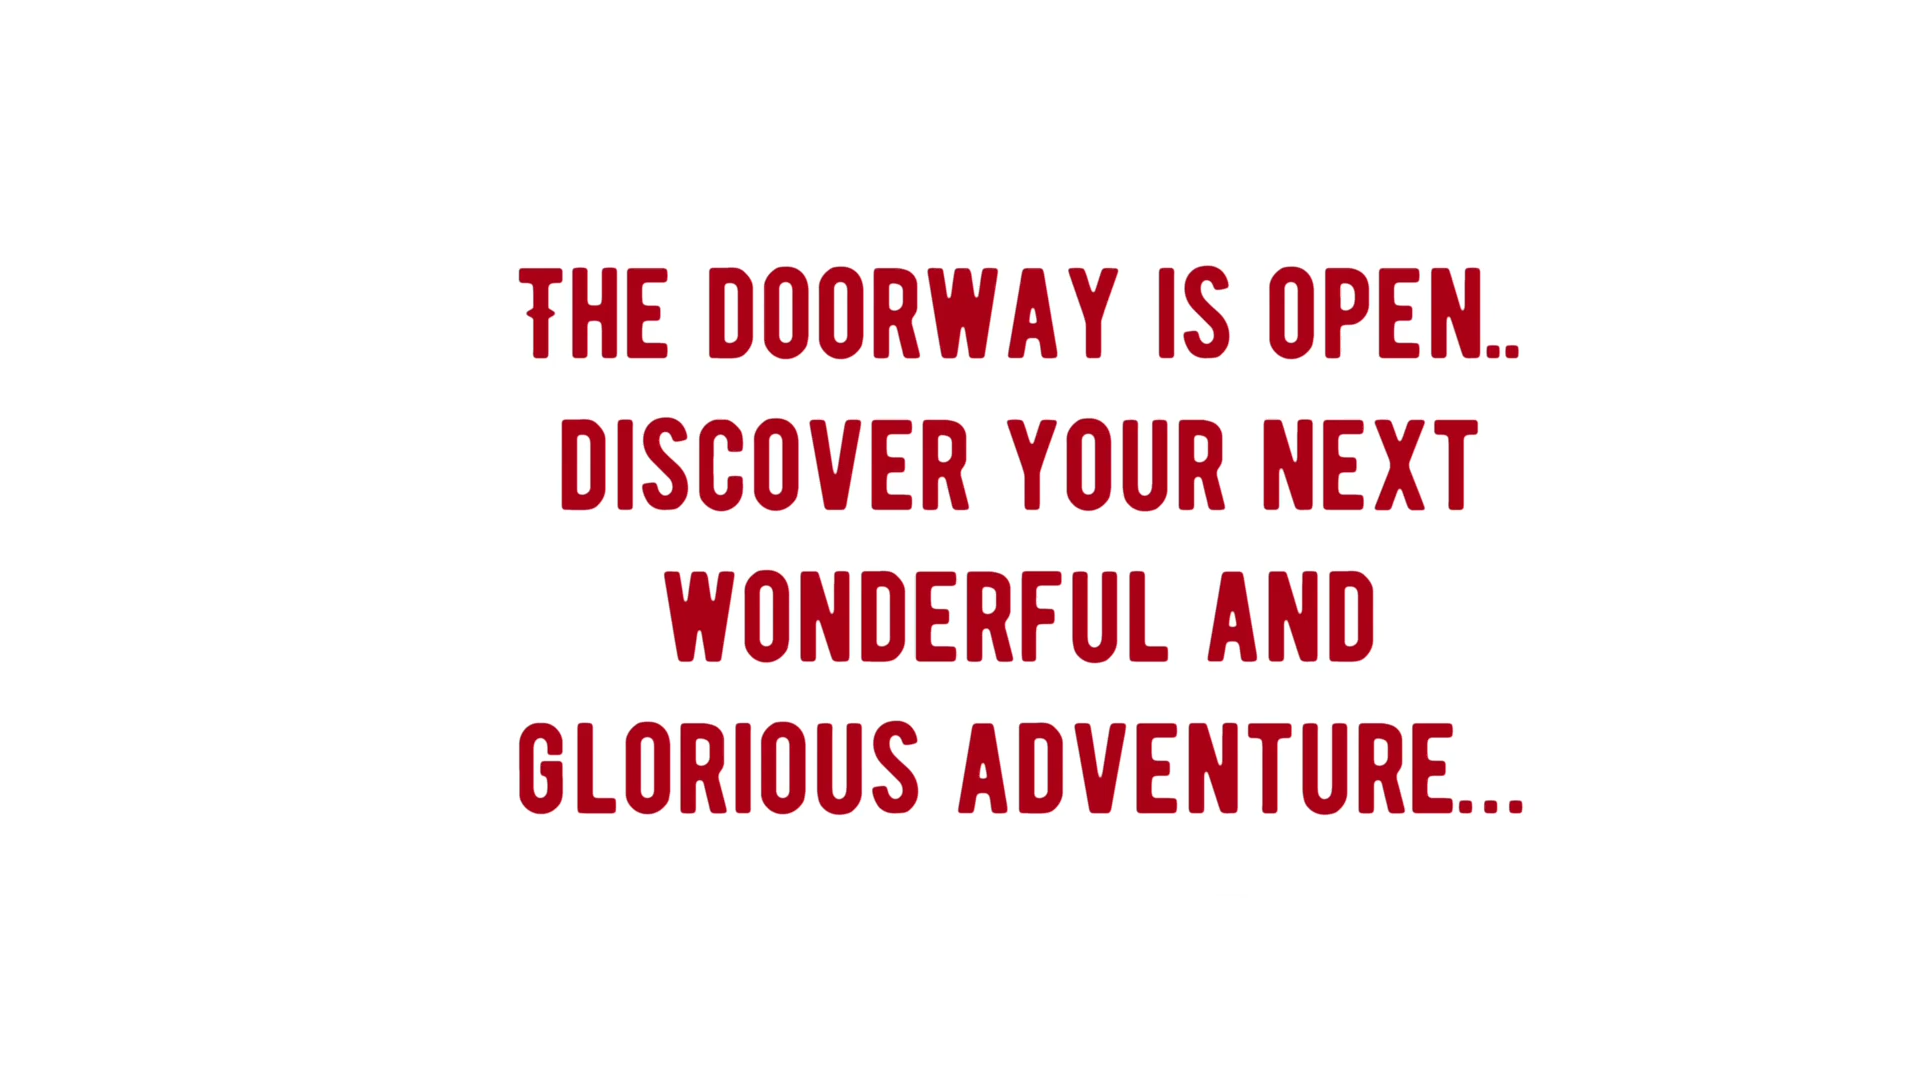 THE DOORWAY IS OPEN..
DISCOVER YOUR NEXT
WONDERFUL AND
GLORIOUS ADVENTURE...